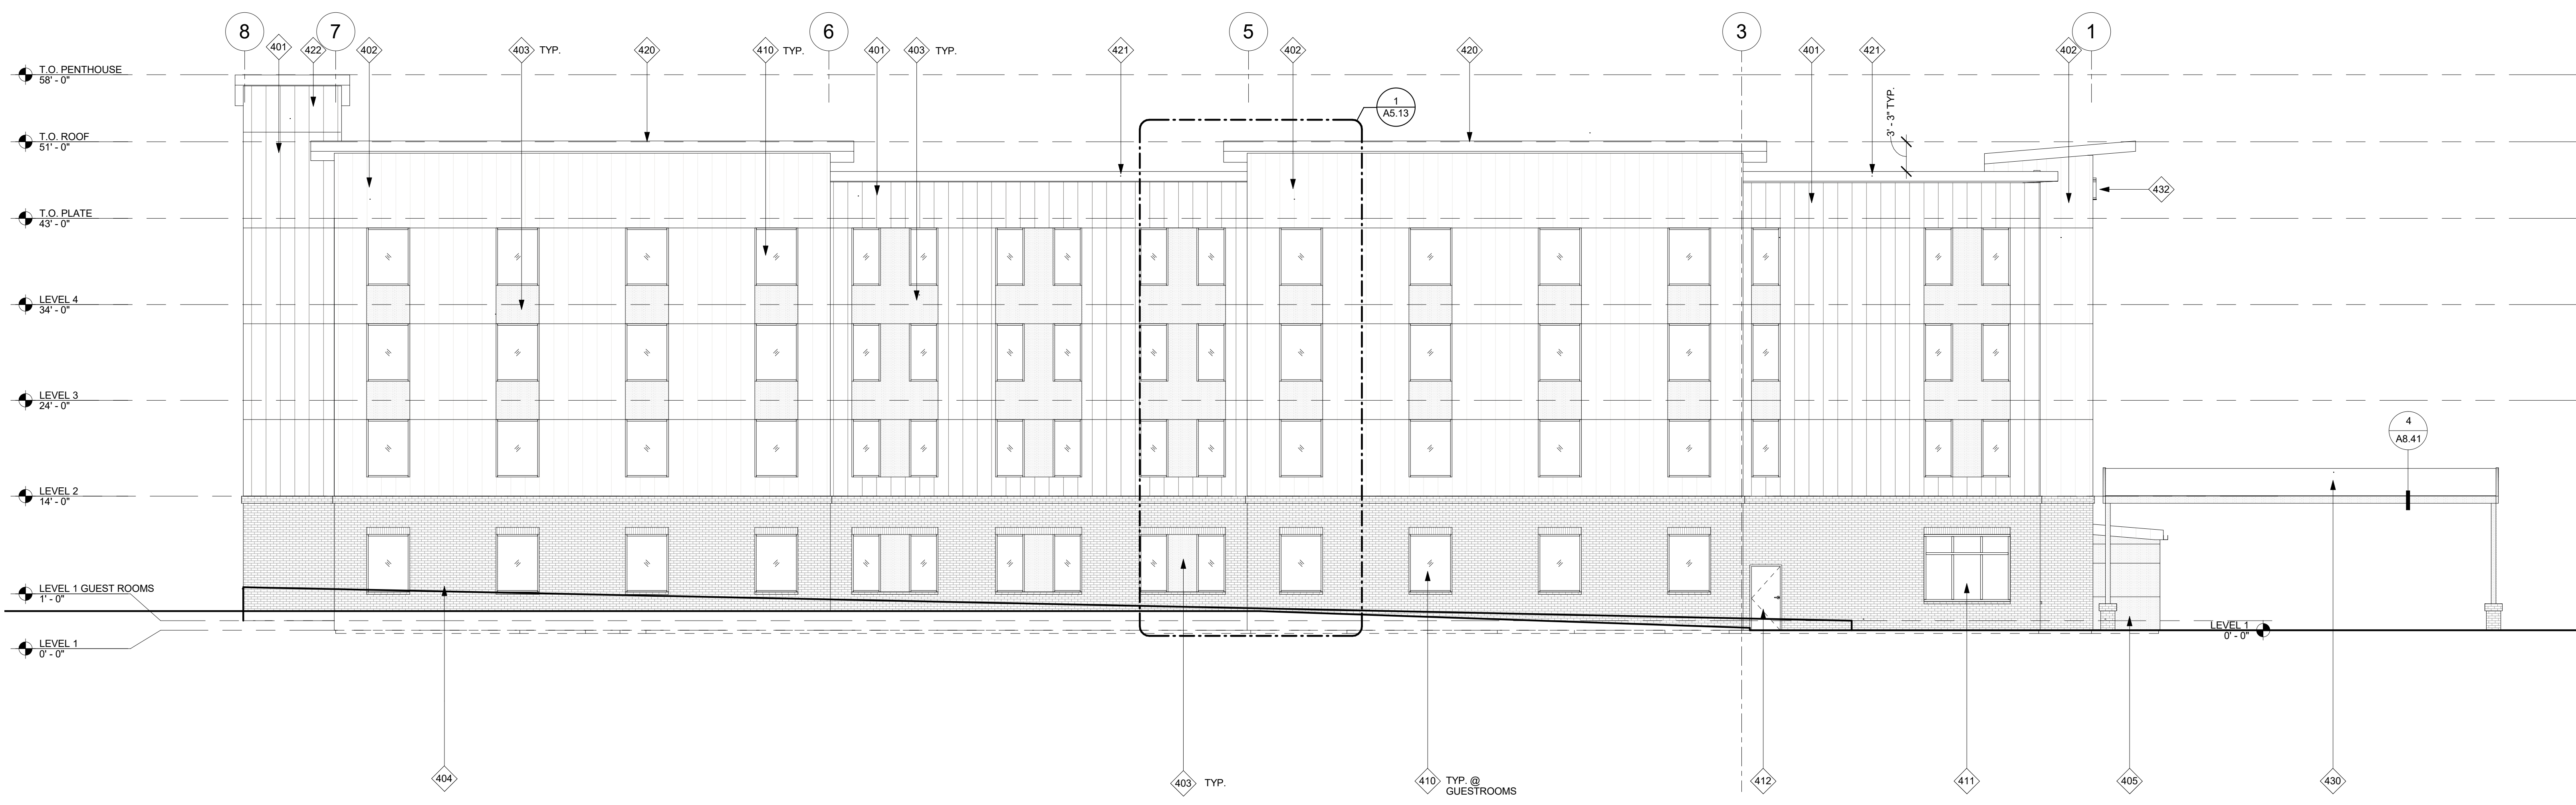 8
7
6
5
3
1
401
422
402
403 TYP.
420
410 TYP.
401
403 TYP.
421
402
420
401
421
402
1
A5.13
3' - 3" TYP.
T.O. PENTHOUSE
58' - 0"
T.O. ROOF
51' - 0"
432
T.O. PLATE
43' - 0"
LEVEL 4
34' - 0"
LEVEL 3
24' - 0"
4
A8.41
LEVEL 2
14' - 0"
LEVEL 1 GUEST ROOMS
1' - 0"
LEVEL 1
0' - 0"
LEVEL 1
0' - 0"
404
403 TYP.
410 TYP. @
GUESTROOMS
412
411
405
430